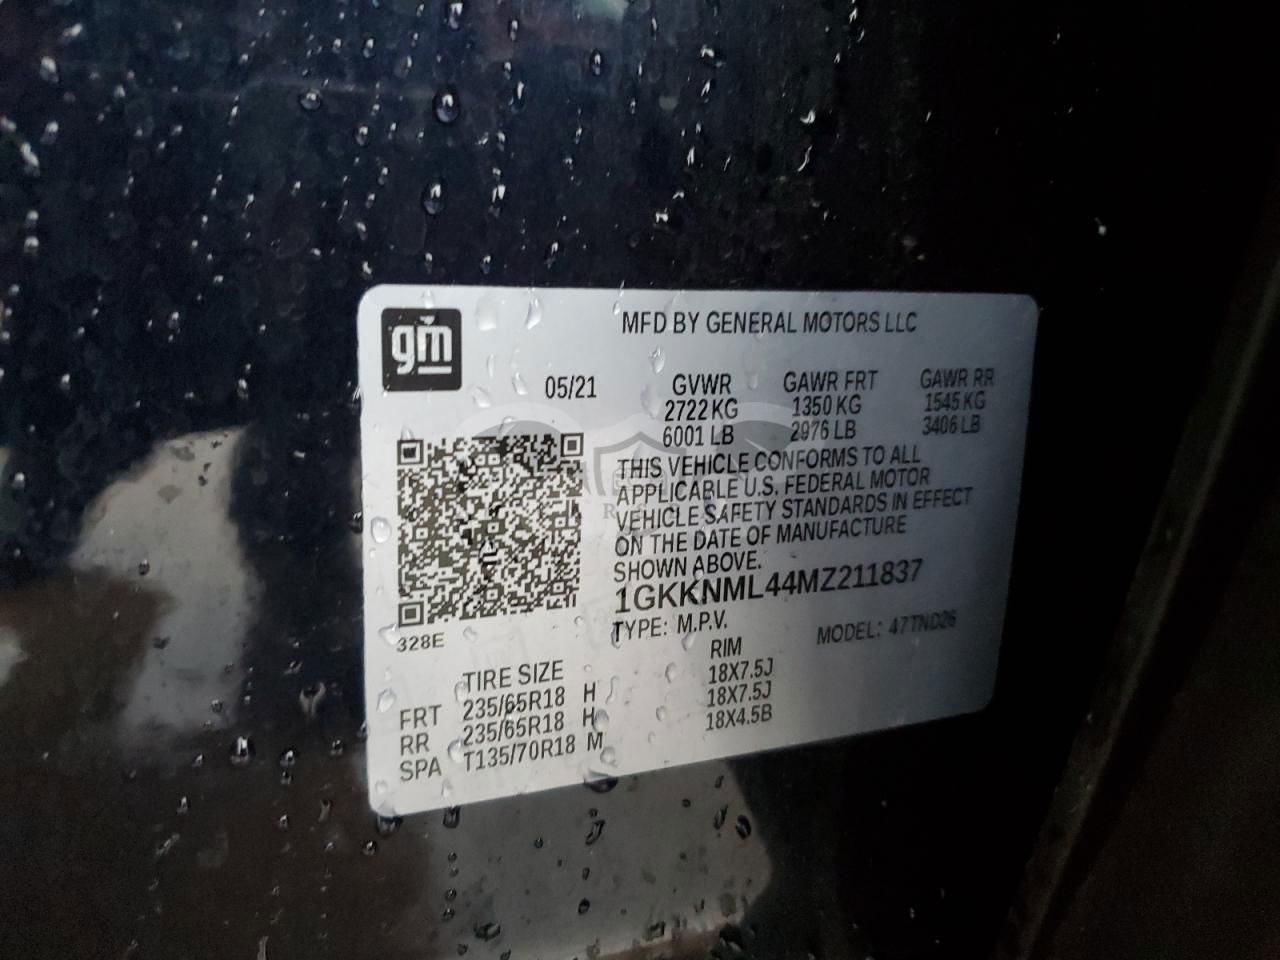 gm
MFD BY GENERAL MOTORS LLC
05/21
GVWR GAWR FRT GAWR RR
2722 KG 1350 KG 1545 KG
6001 LB 2976 LB 3406 LB
THIS VEHICLE CONFORMS TO ALL
APPLICABLE U.S. FEDERAL MOTOR
VEHICLE SAFETY STANDARDS IN EFFECT
ON THE DATE OF MANUFACTURE
SHOWN ABOVE.
1GKKNML44MZ211837
TYPE: M.P.V. MODEL: 47TND26
328E
TIRE SIZE RIM
FRT 235/65R18 H 18X7.5J
RR 235/65R18 H 18X7.5J
SPA T135/70R18 M 18X4.5B